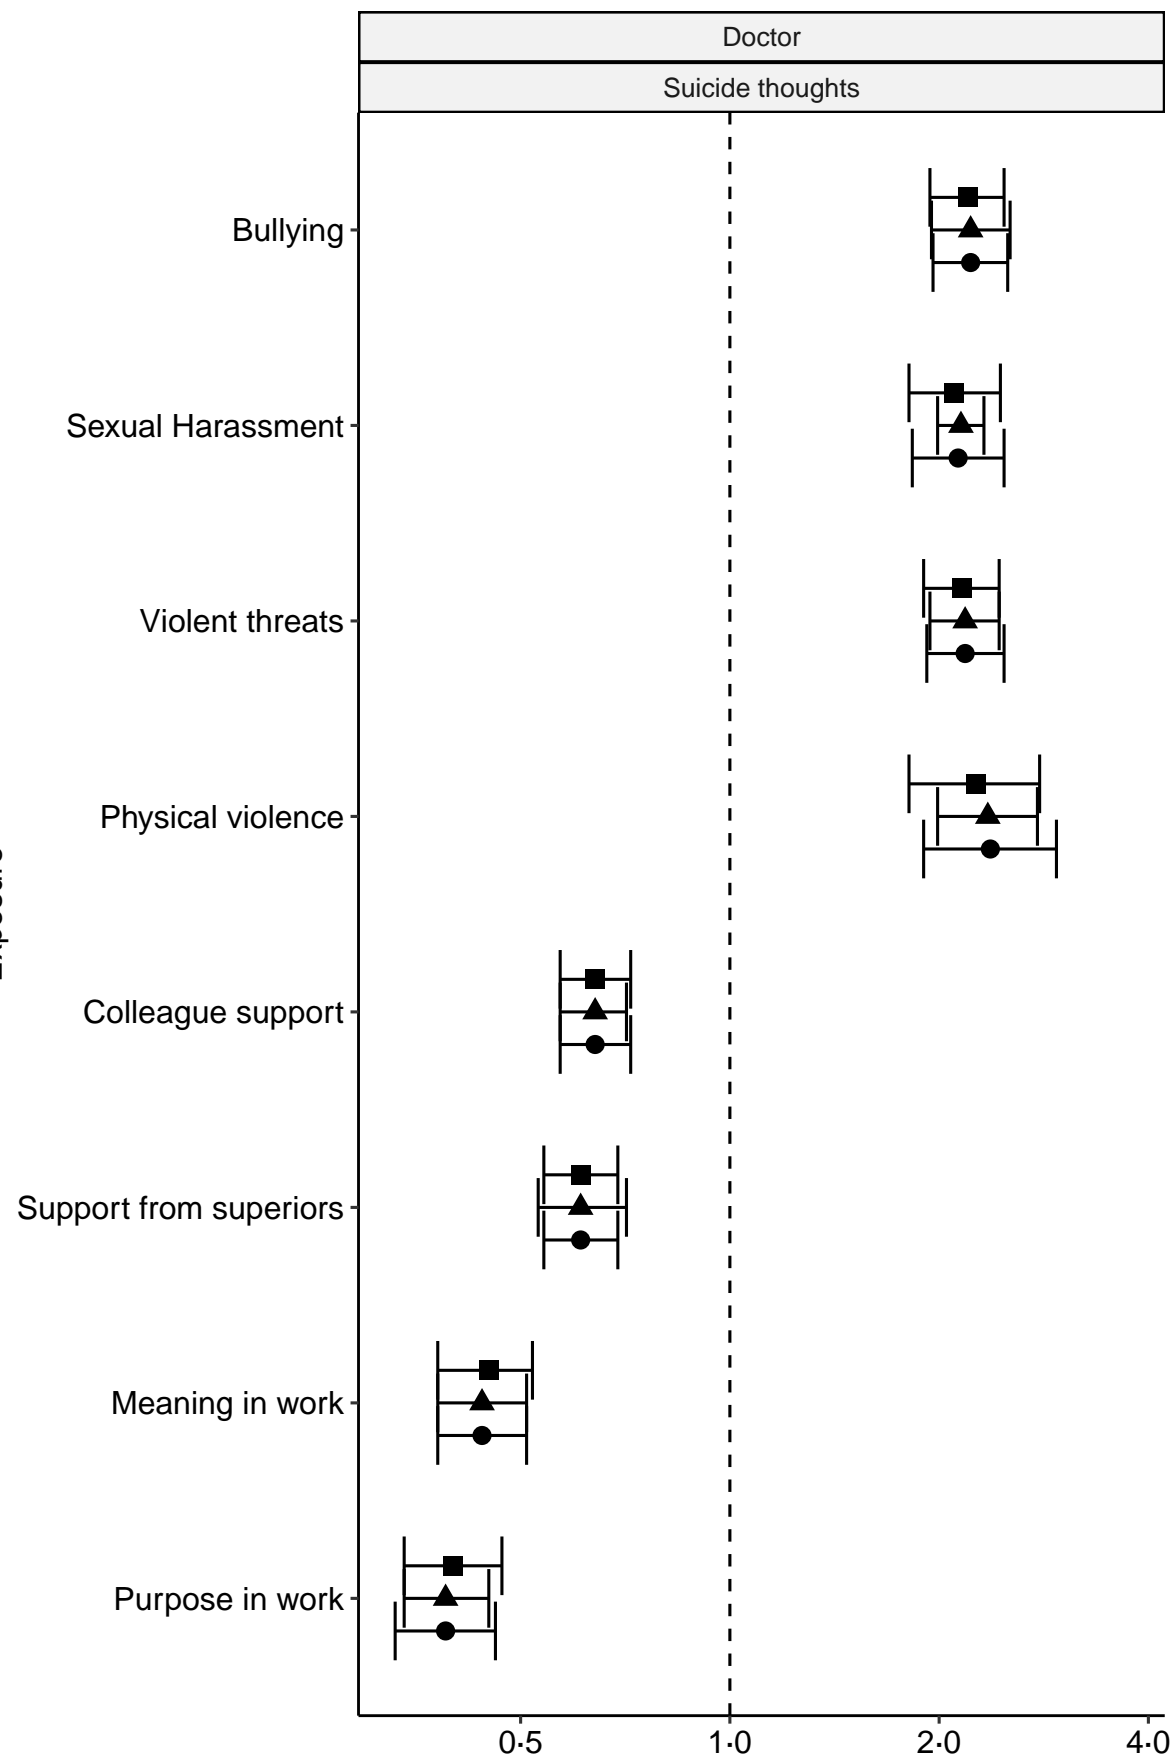 Doctor
Suicide thoughts
Bullying
Sexual Harassment
Violent threats
Physical violence
Colleague support
Support from superiors
Meaning in work
Purpose in work
0·5 1·0 2·0 4·0